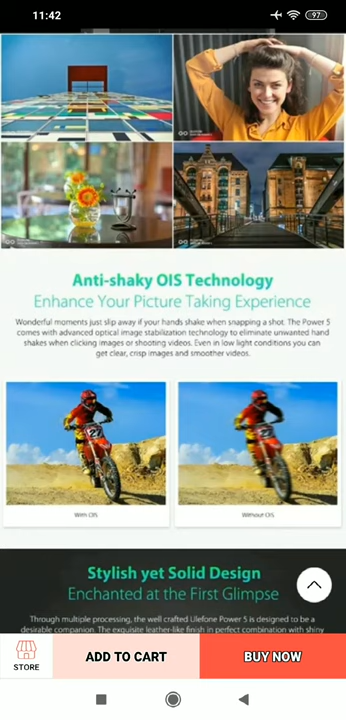 11:42
97
Anti-shaky OIS Technology
Enhance Your Picture Taking Experience
Wonderful moments just slip away if your hands shake when snapping a shot. The Power 5
comes with advanced optical image stabilization technology to eliminate unwanted hand
shakes when clicking images or shooting videos. Even in low light conditions you can
get clear, crisp images and smoother videos.
With OIS
Without OIS
Stylish yet Solid Design
Enchanted at the First Glimpse
Through multiple processing, the well crafted Ulefone Power 5 is designed to be a
desirable companion. The exquisite leather-like finish in perfect combination with shiny
STORE
ADD TO CART
BUY NOW